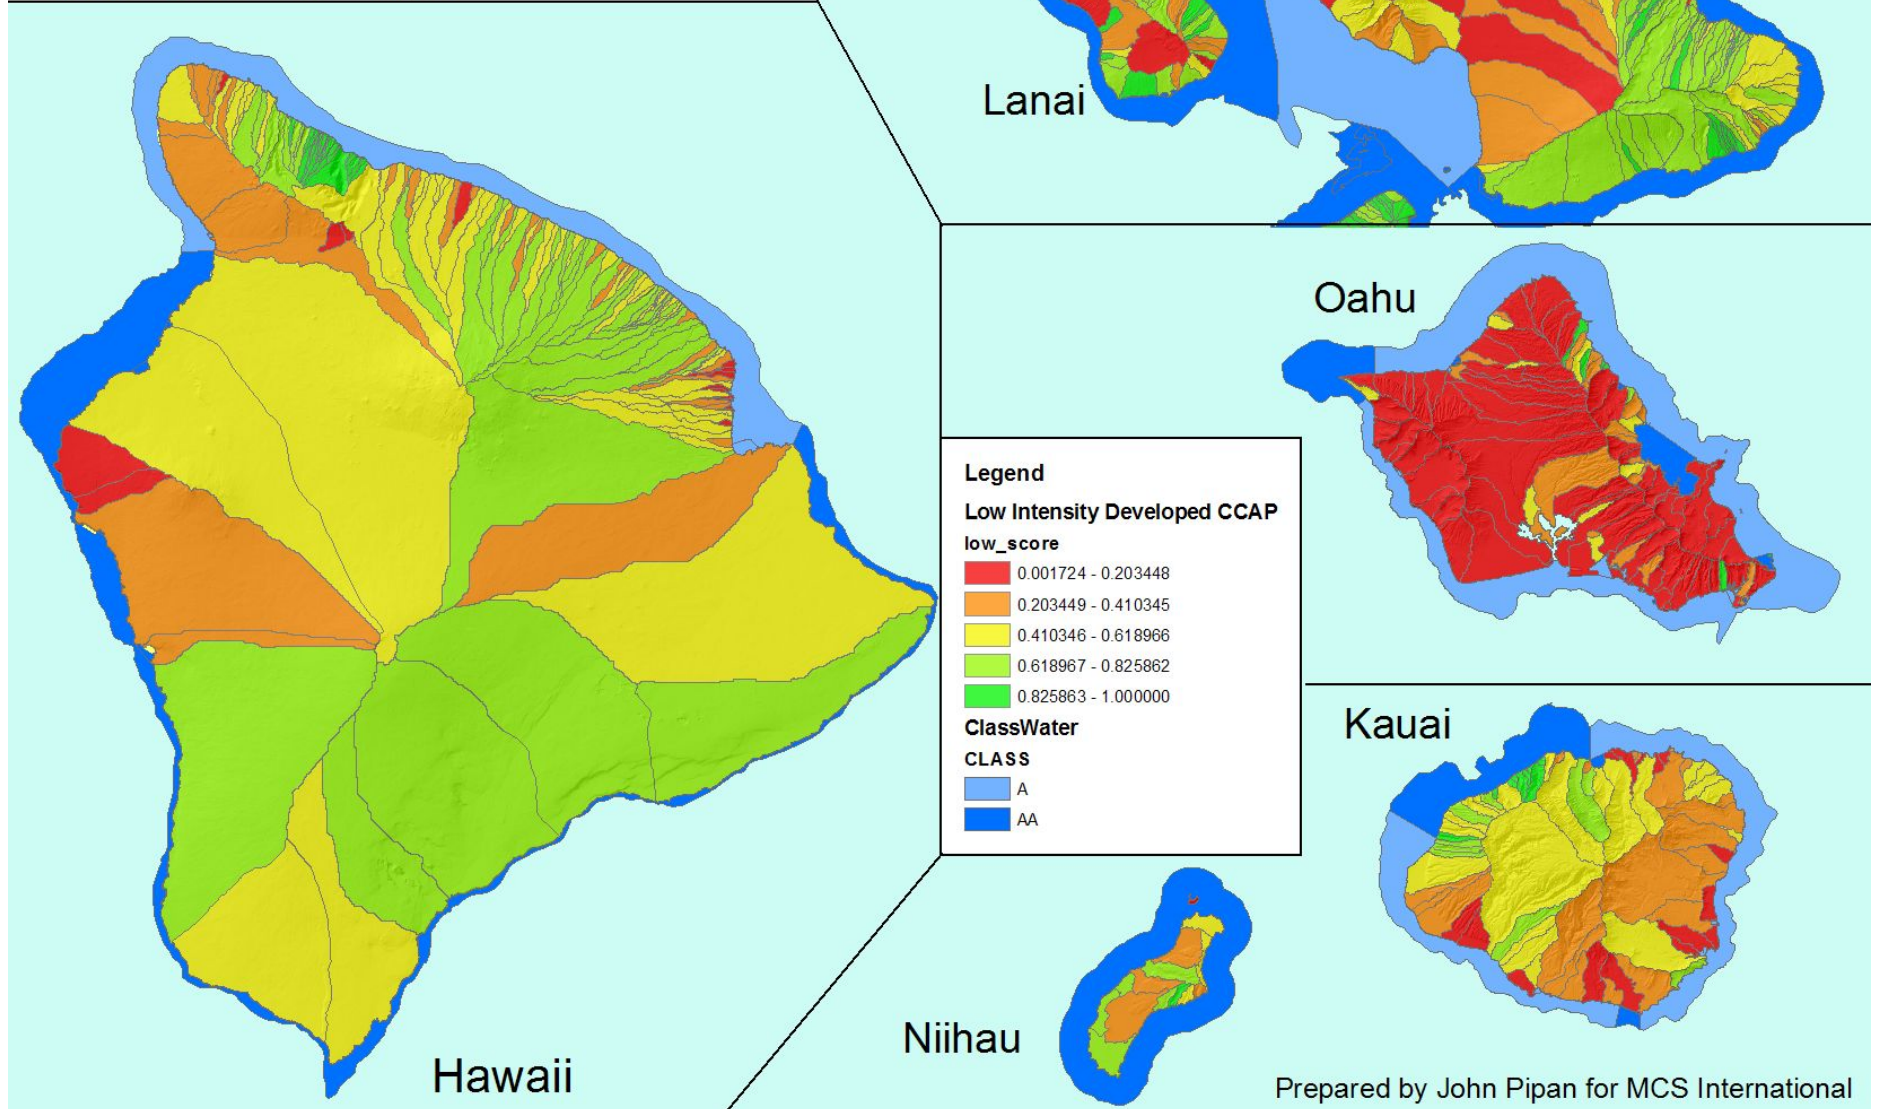 Lanai
Oahu
Legend
Low Intensity Developed CCAP
low_score
0.001724 - 0.203448
0.203449 - 0.410345
0.410346 - 0.618966
0.618967 - 0.825862
0.825863 - 1.000000
ClassWater
CLASS
A
AA
Kauai
Niihau
Hawaii
Prepared by John Pipan for MCS International